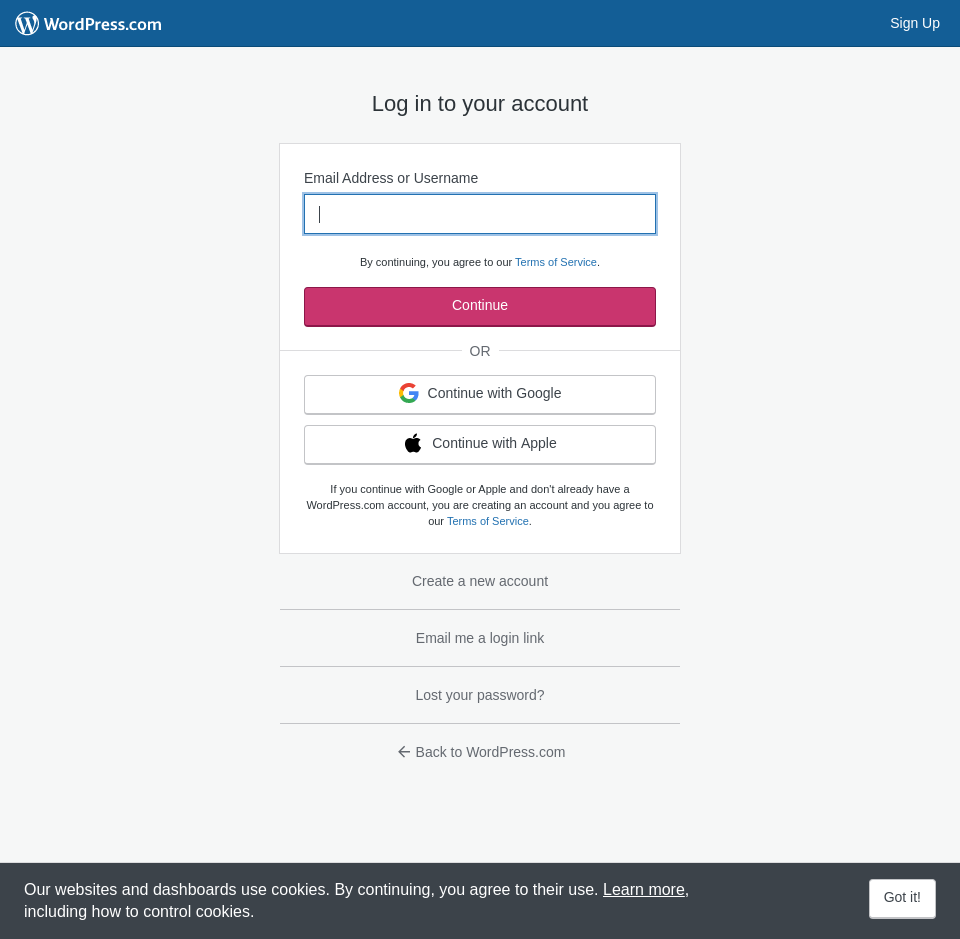 WordPress.com
Sign Up
Log in to your account
Email Address or Username
By continuing, you agree to our Terms of Service.
Continue
OR
Continue with Google
Continue with Apple
If you continue with Google or Apple and don't already have a
WordPress.com account, you are creating an account and you agree to
our Terms of Service.
Create a new account
Email me a login link
Lost your password?
Back to WordPress.com
Our websites and dashboards use cookies. By continuing, you agree to their use. Learn more,
including how to control cookies.
Got it!